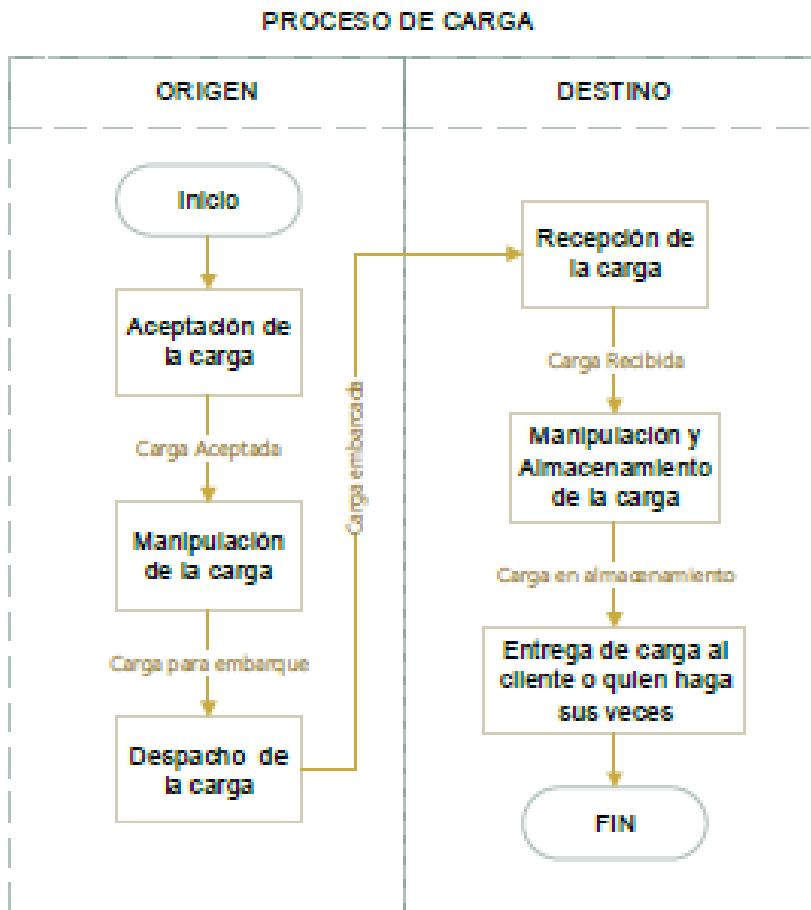 PROCESO DE CARGA
ORIGEN
Inicio
Aceptación de
la carga
Carga Aceptada
Manipulación
de la carga
Carga para embarque
Despacho de
la carga
Carga embarcada
DESTINO
Recepción de
la carga
Carga Recibida
Manipulación y
Almacenamiento
de la carga
Carga en almacenamiento
Entrega de carga al
cliente o quien haga
sus veces
FIN